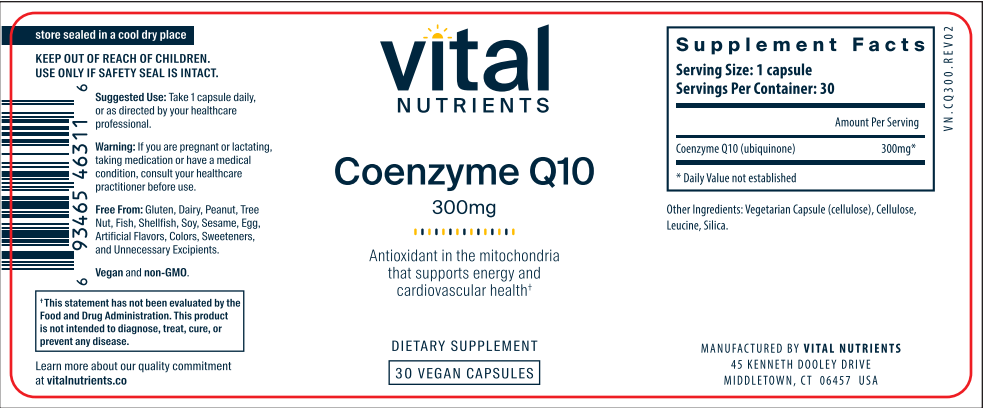 store sealed in a cool dry place
KEEP OUT OF REACH OF CHILDREN.
USE ONLY IF SAFETY SEAL IS INTACT.
6 93465 46311 6
Suggested Use: Take 1 capsule daily,
or as directed by your healthcare
professional.
Warning: If you are pregnant or lactating,
taking medication or have a medical
condition, consult your healthcare
practitioner before use.
Free From: Gluten, Dairy, Peanut, Tree
Nut, Fish, Shellfish, Soy, Sesame, Egg,
Artificial Flavors, Colors, Sweeteners,
and Unnecessary Excipients.
Vegan and non-GMO.
†This statement has not been evaluated by the
Food and Drug Administration. This product
is not intended to diagnose, treat, cure, or
prevent any disease.
Learn more about our quality commitment
at vitalnutrients.co
vital
NUTRIENTS
Coenzyme Q10
300mg
Antioxidant in the mitochondria
that supports energy and
cardiovascular health†
DIETARY SUPPLEMENT
30 VEGAN CAPSULES
Supplement Facts
Serving Size: 1 capsule
Servings Per Container: 30
Amount Per Serving
Coenzyme Q10 (ubiquinone) 300mg*
* Daily Value not established
Other Ingredients: Vegetarian Capsule (cellulose), Cellulose,
Leucine, Silica.
MANUFACTURED BY VITAL NUTRIENTS
45 KENNETH DOOLEY DRIVE
MIDDLETOWN, CT 06457 USA
VN.CQ300.REV02